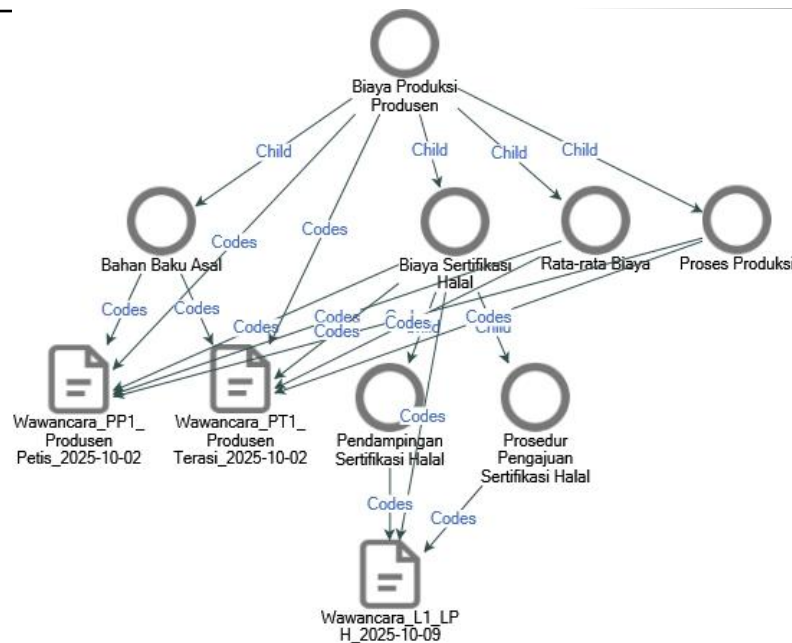 Biaya Produksi
Produsen
Child
Child
Child
Child
Codes
Codes
Bahan Baku Asal
Biaya Sertifikasi
Halal
Rata-rata Biaya
Proses Produksi
Codes
Codes
Codes
Codes
Codes
Codes
Codes
Child
Wawancara_PP1_
Produsen
Petis_2025-10-02
Wawancara_PT1_
Produsen
Terasi_2025-10-02
Codes
Pendampingan
Sertifikasi Halal
Prosedur
Pengajuan
Sertifikasi Halal
Codes
Codes
Wawancara_L1_LP
H_2025-10-09